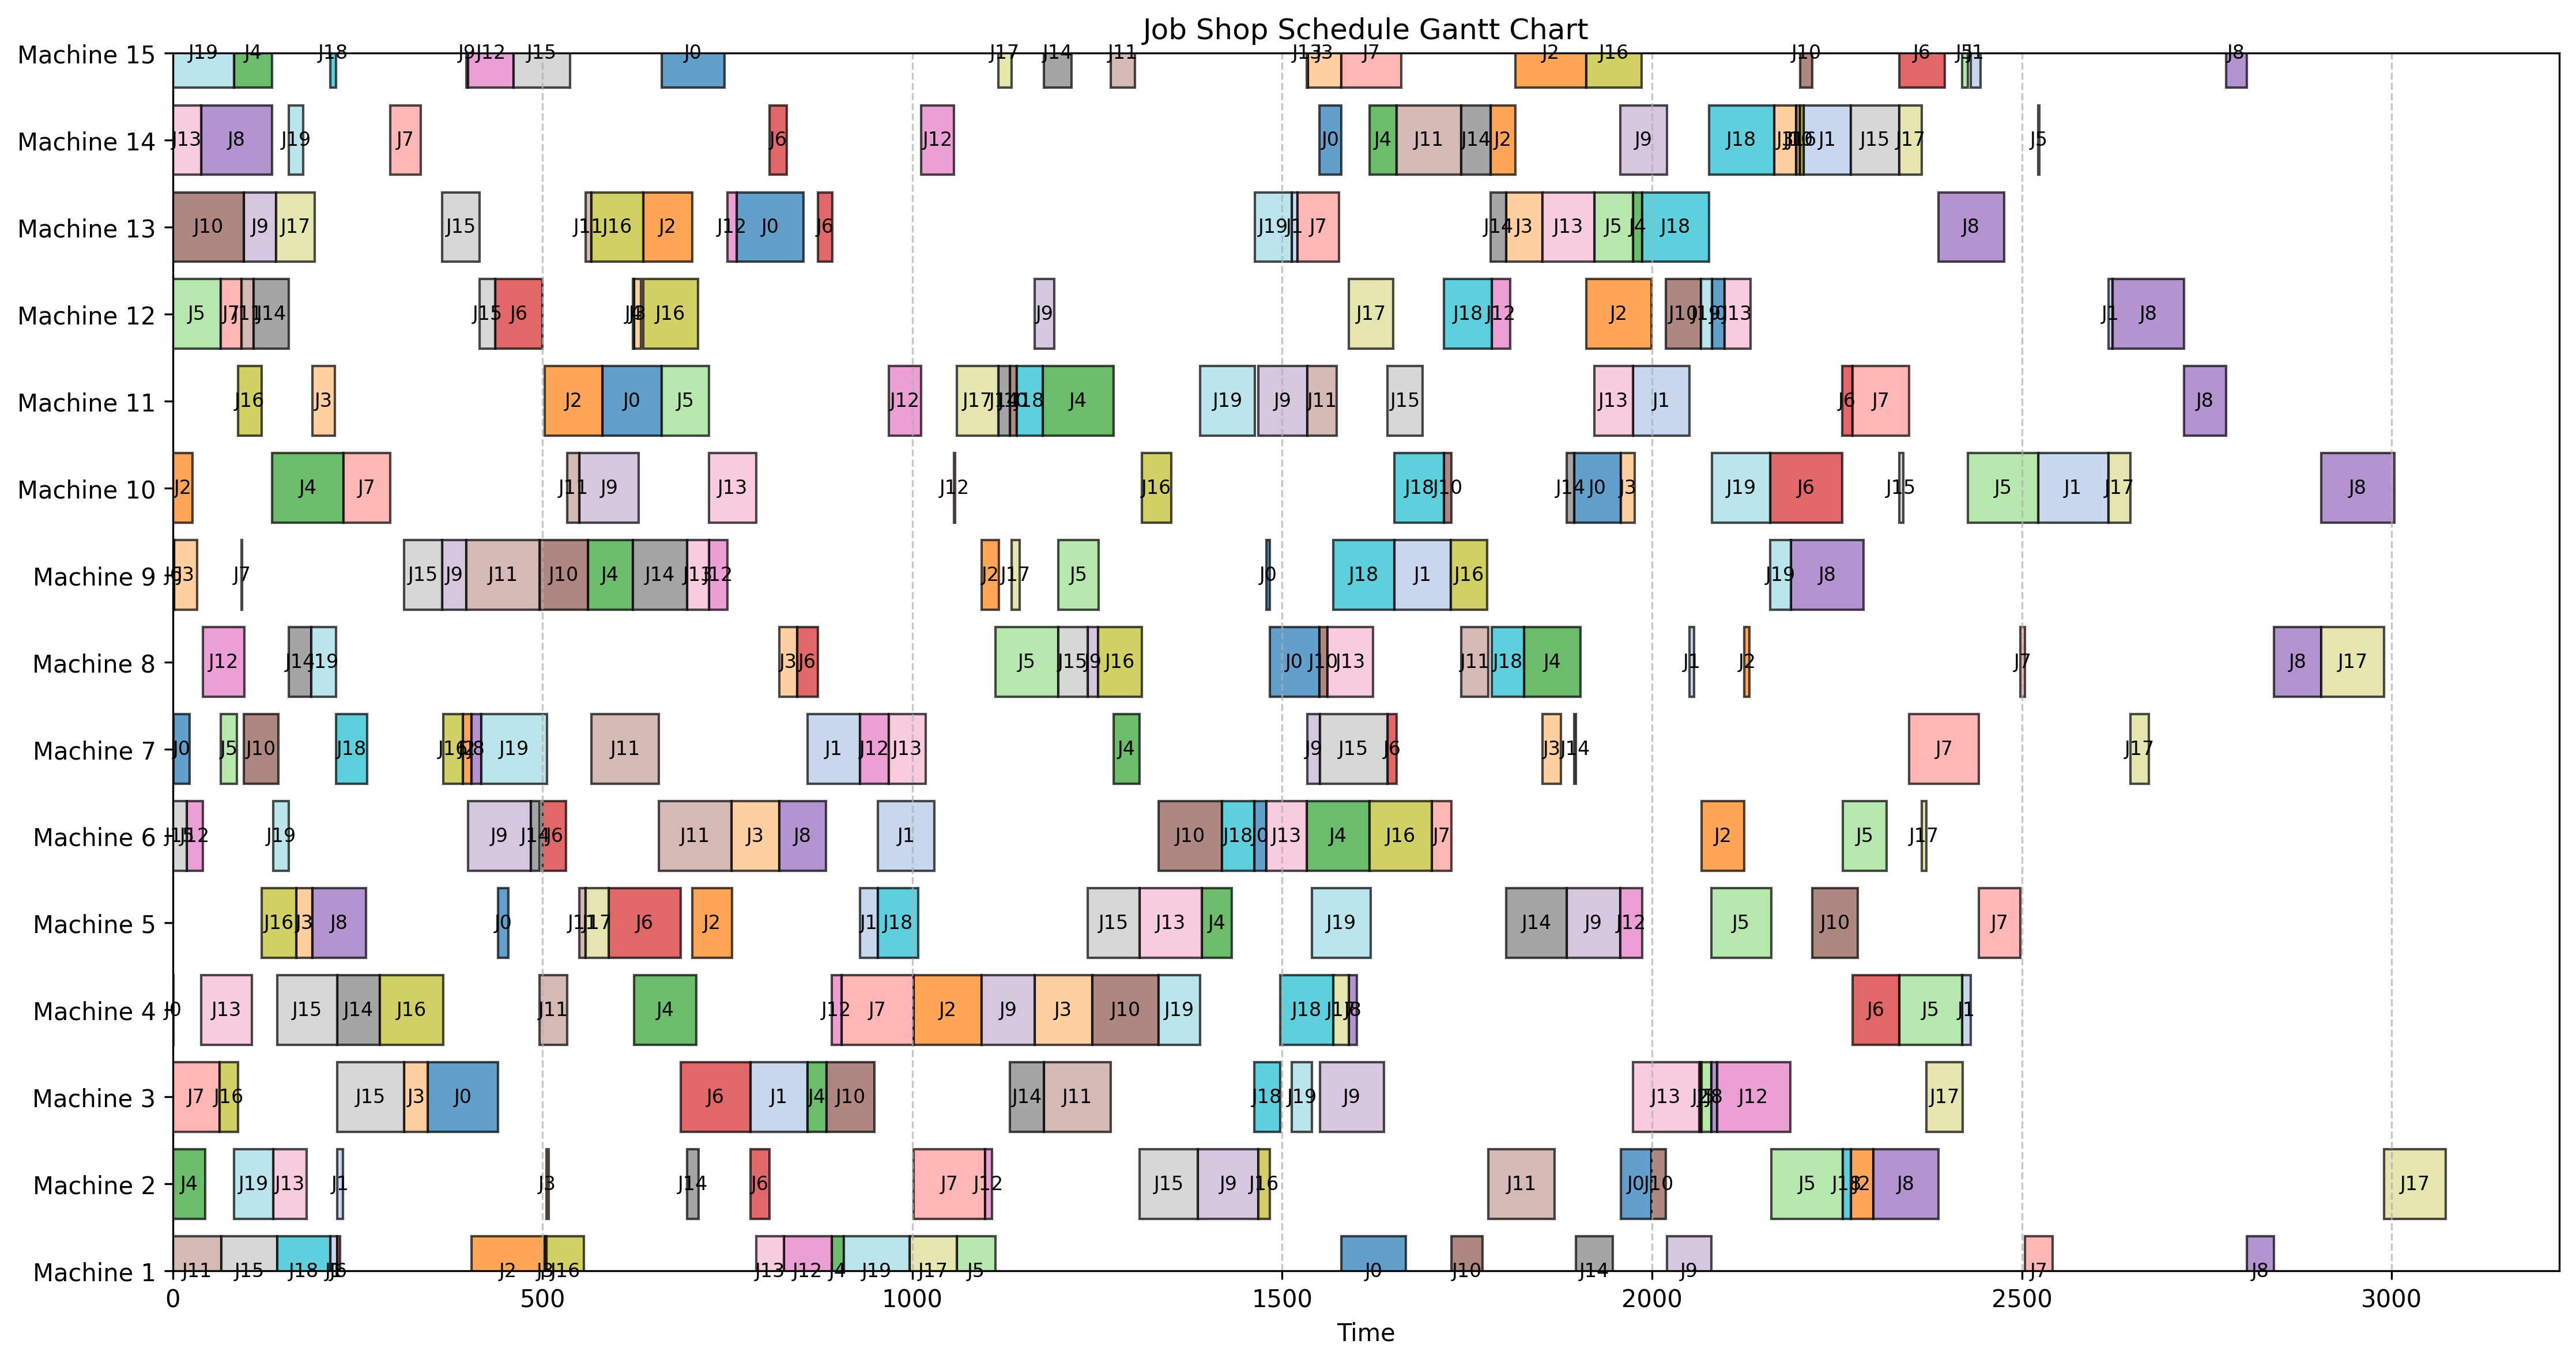 Job Shop Schedule Gantt Chart
Machine 15 J19 J4 J18 J9 J12 J15 J0 J17 J14 J11 J13 J3 J7 J2 J16 J10 J6 J5 J1 J8
Machine 14 J13 J8 J19 J7 J6 J12 J0 J4 J11 J14 J2 J9 J18 J3 J16 J1 J15 J17 J5
Machine 13 J10 J9 J17 J15 J11 J16 J2 J12 J0 J6 J19 J1 J7 J14 J3 J13 J5 J4 J18 J8
Machine 12 J5 J7 J11 J14 J15 J6 J3 J16 J9 J17 J18 J12 J2 J10 J19 J0 J13 J1 J8
Machine 11 J16 J3 J2 J0 J5 J12 J17 J14 J10 J18 J4 J19 J9 J11 J15 J13 J1 J6 J7 J8
Machine 10 J2 J4 J7 J11 J9 J13 J12 J16 J18 J10 J14 J0 J3 J19 J6 J15 J5 J1 J17 J8
Machine 9 J6 J3 J7 J15 J9 J11 J10 J4 J14 J13 J12 J2 J17 J5 J0 J18 J1 J16 J19 J8
Machine 8 J12 J14 J19 J3 J6 J5 J15 J9 J16 J0 J10 J13 J11 J18 J4 J1 J2 J7 J8 J17
Machine 7 J0 J5 J10 J18 J16 J2 J8 J19 J11 J1 J12 J13 J4 J9 J15 J6 J3 J14 J7 J17
Machine 6 J15 J12 J19 J9 J14 J6 J11 J3 J8 J1 J10 J18 J0 J13 J4 J16 J7 J2 J5 J17
Machine 5 J16 J3 J8 J0 J11 J17 J6 J2 J1 J18 J15 J13 J4 J19 J14 J9 J12 J5 J10 J7
Machine 4 J0 J13 J15 J14 J16 J11 J4 J12 J7 J2 J9 J3 J10 J19 J18 J17 J8 J6 J5 J1
Machine 3 J7 J16 J15 J3 J0 J6 J1 J4 J10 J14 J11 J18 J19 J9 J13 J2 J5 J8 J12 J17
Machine 2 J4 J19 J13 J1 J3 J14 J6 J7 J12 J15 J9 J16 J11 J0 J10 J5 J18 J2 J8 J17
Machine 1 J11 J15 J18 J6 J2 J3 J16 J13 J12 J4 J19 J17 J5 J0 J10 J14 J9 J7 J8
0 500 1000 1500 2000 2500 3000
Time